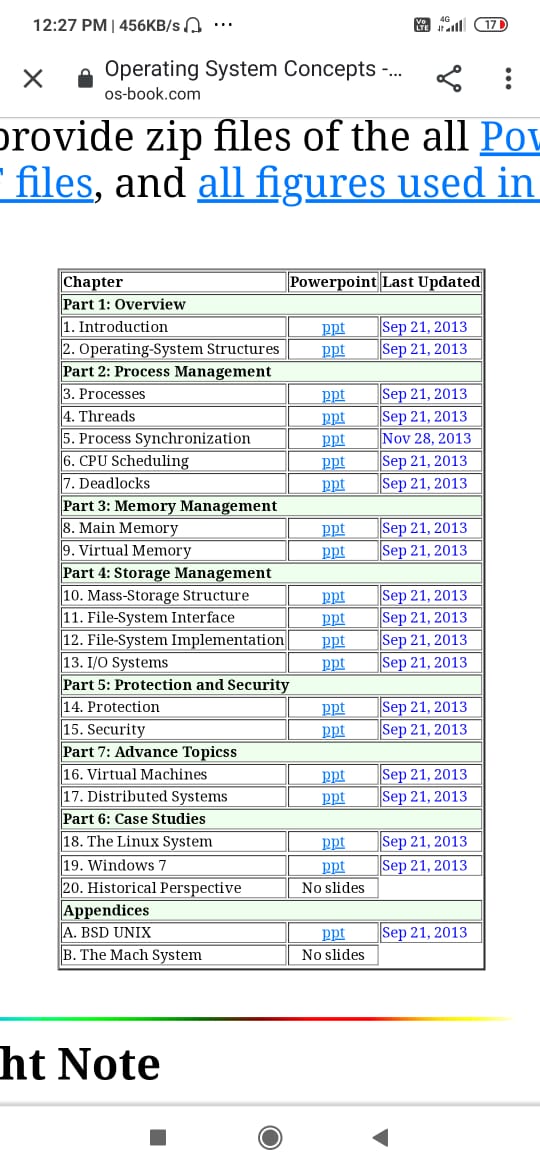 12:27 PM | 456KB/s ...
Vo LTE 4G 17
Operating System Concepts -...
os-book.com
provide zip files of the all Pow
files, and all figures used in
Chapter Powerpoint Last Updated
Part 1: Overview
1. Introduction ppt Sep 21, 2013
2. Operating-System Structures ppt Sep 21, 2013
Part 2: Process Management
3. Processes ppt Sep 21, 2013
4. Threads ppt Sep 21, 2013
5. Process Synchronization ppt Nov 28, 2013
6. CPU Scheduling ppt Sep 21, 2013
7. Deadlocks ppt Sep 21, 2013
Part 3: Memory Management
8. Main Memory ppt Sep 21, 2013
9. Virtual Memory ppt Sep 21, 2013
Part 4: Storage Management
10. Mass-Storage Structure ppt Sep 21, 2013
11. File-System Interface ppt Sep 21, 2013
12. File-System Implementation ppt Sep 21, 2013
13. I/O Systems ppt Sep 21, 2013
Part 5: Protection and Security
14. Protection ppt Sep 21, 2013
15. Security ppt Sep 21, 2013
Part 7: Advance Topicss
16. Virtual Machines ppt Sep 21, 2013
17. Distributed Systems ppt Sep 21, 2013
Part 6: Case Studies
18. The Linux System ppt Sep 21, 2013
19. Windows 7 ppt Sep 21, 2013
20. Historical Perspective No slides
Appendices
A. BSD UNIX ppt Sep 21, 2013
B. The Mach System No slides
ht Note